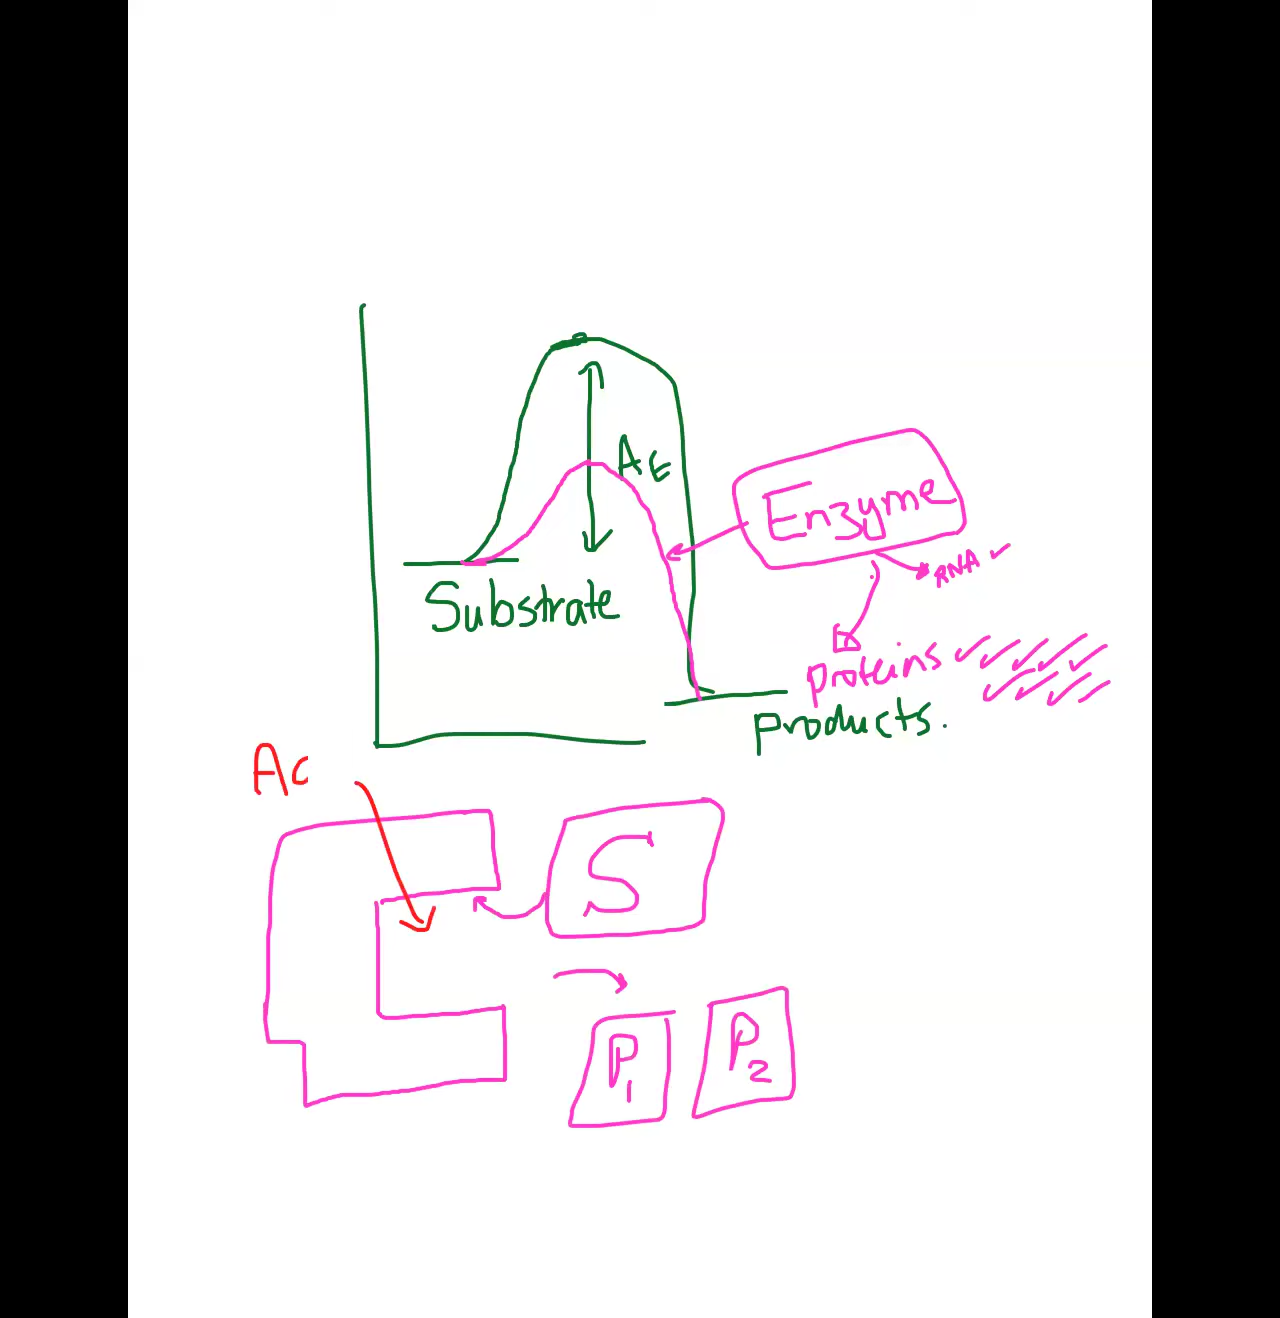 AE
Enzyme
RNA
Substrate
proteins
products.
Ac
S
P1
P2